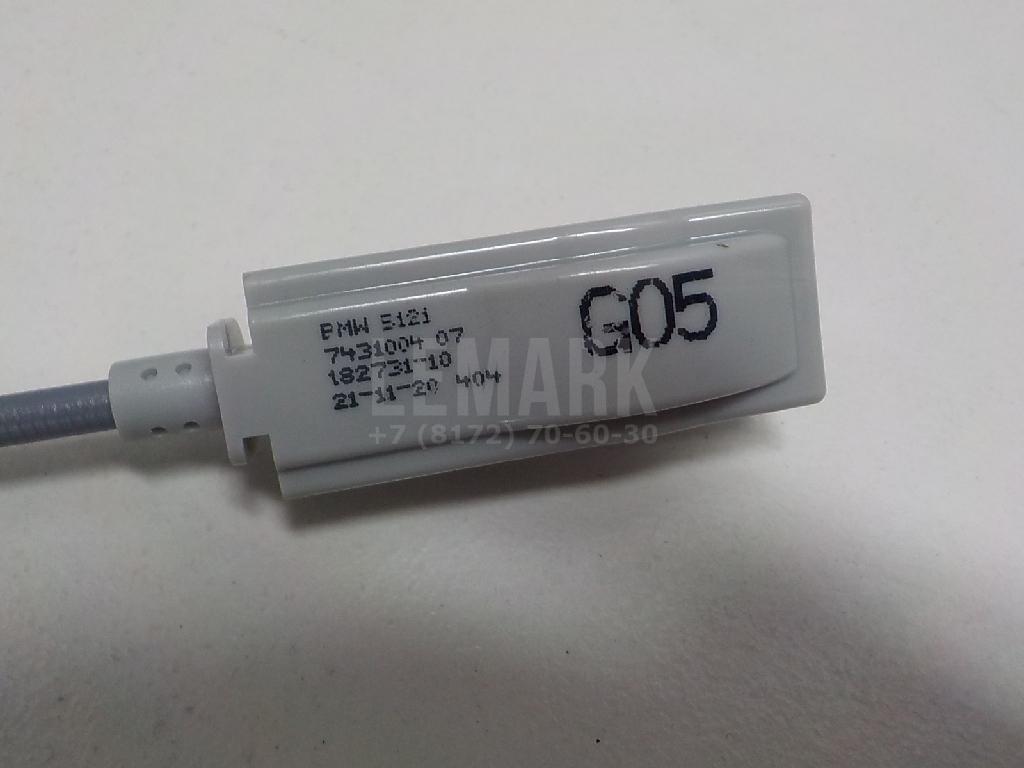 BMW 5121
7431004 07
182731-10
21-11-20 404
G05
LEMARK
+7 (8172) 70-60-30